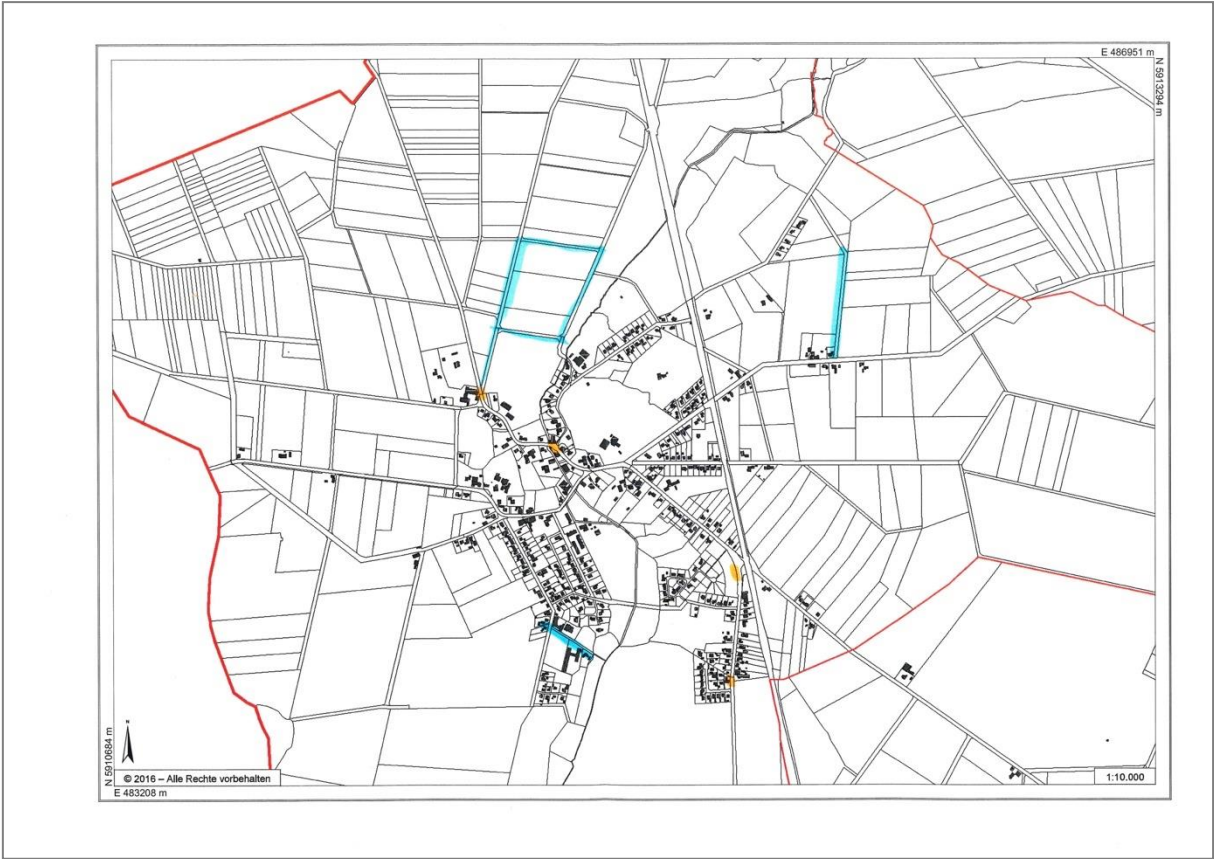 E 486951 m
N 5913294 m
N 5910684 m
N
© 2016 – Alle Rechte vorbehalten
1:10.000
E 483208 m